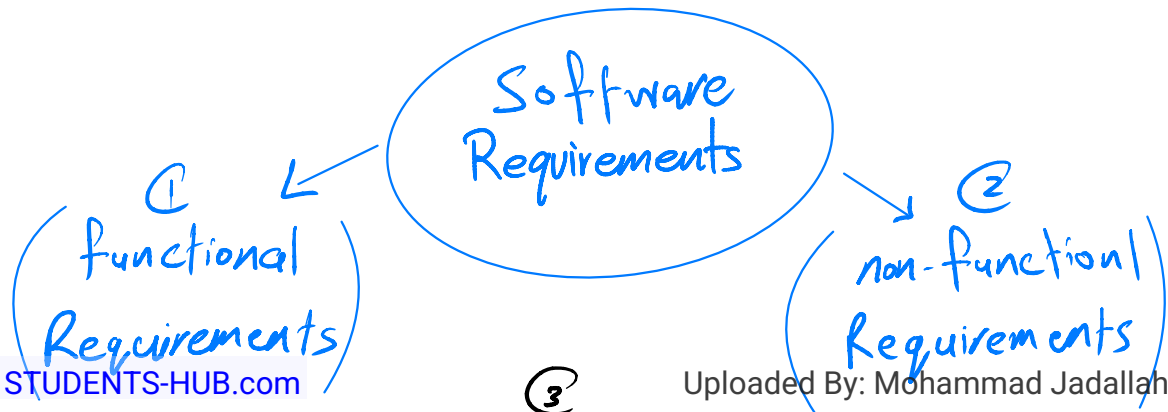 Software
Requirements
①
functional
Requirements
②
non-functionl
Requirements
③
STUDENTS-HUB.com
Uploaded By: Mohammad Jadallah